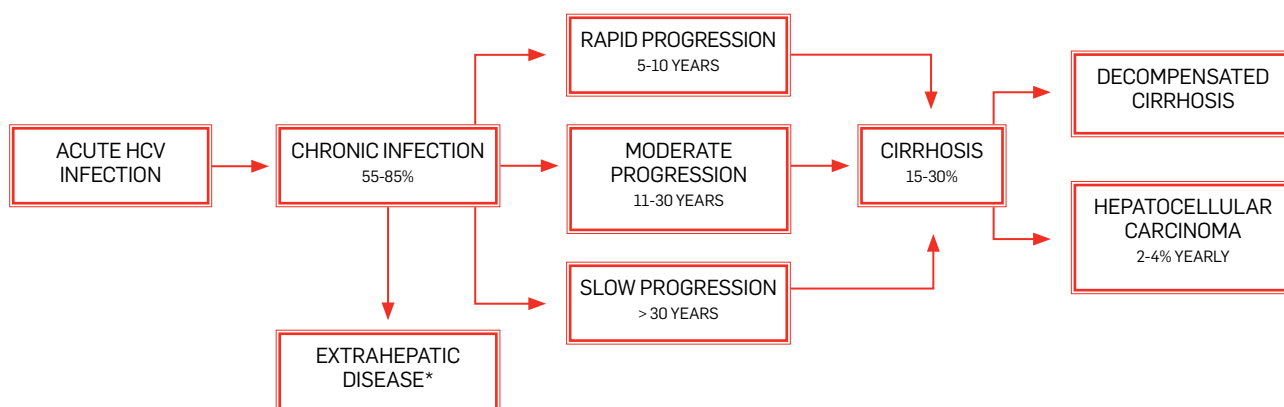 ACUTE HCV
INFECTION
CHRONIC INFECTION
55-85%
EXTRAHEPATIC
DISEASE*
RAPID PROGRESSION
5-10 YEARS
MODERATE
PROGRESSION
11-30 YEARS
SLOW PROGRESSION
> 30 YEARS
CIRRHOSIS
15-30%
DECOMPENSATED
CIRRHOSIS
HEPATOCELLULAR
CARCINOMA
2-4% YEARLY